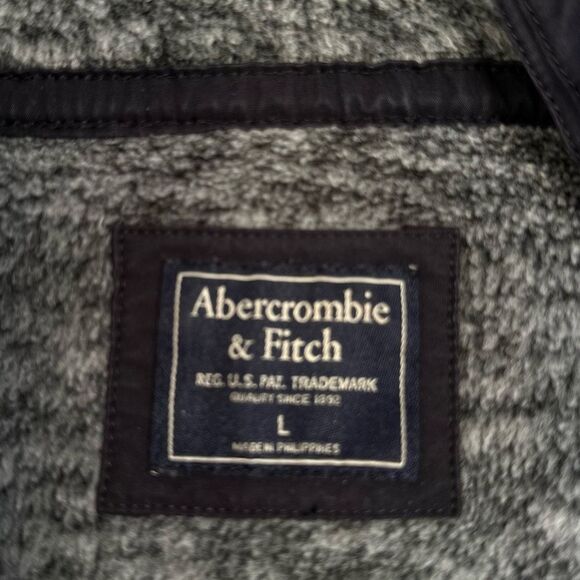 Abercrombie
& Fitch
REG. U.S. PAT. TRADEMARK
QUALITY SINCE 1892
L
MADE IN PHILIPPINES